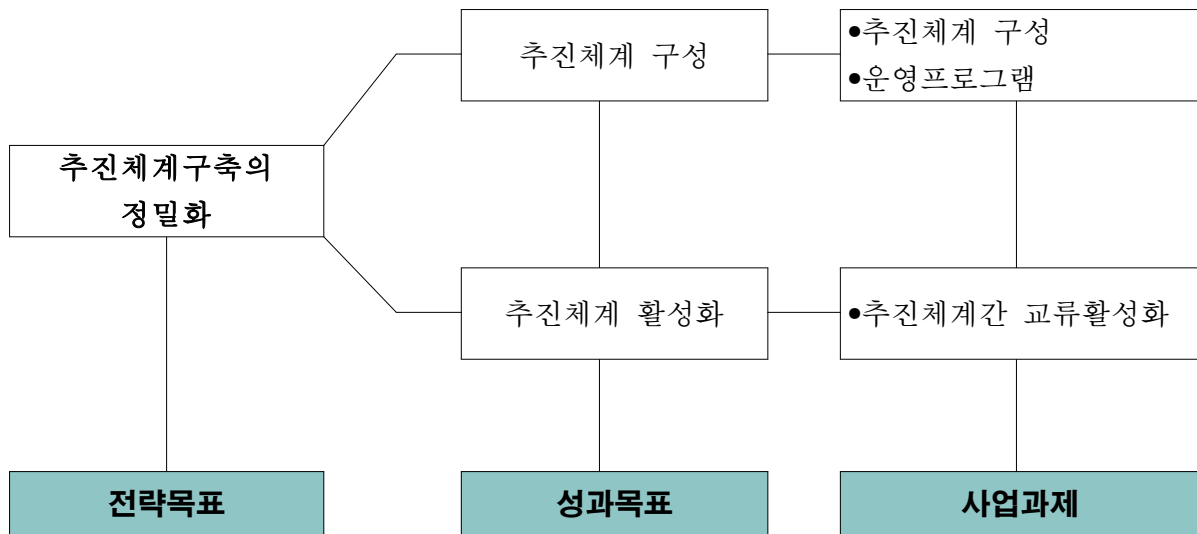 추진체계 구성
●추진체계 구성
●운영프로그램
추진체계구축의
정밀화
추진체계 활성화
●추진체계간 교류활성화
전략목표
성과목표
사업과제